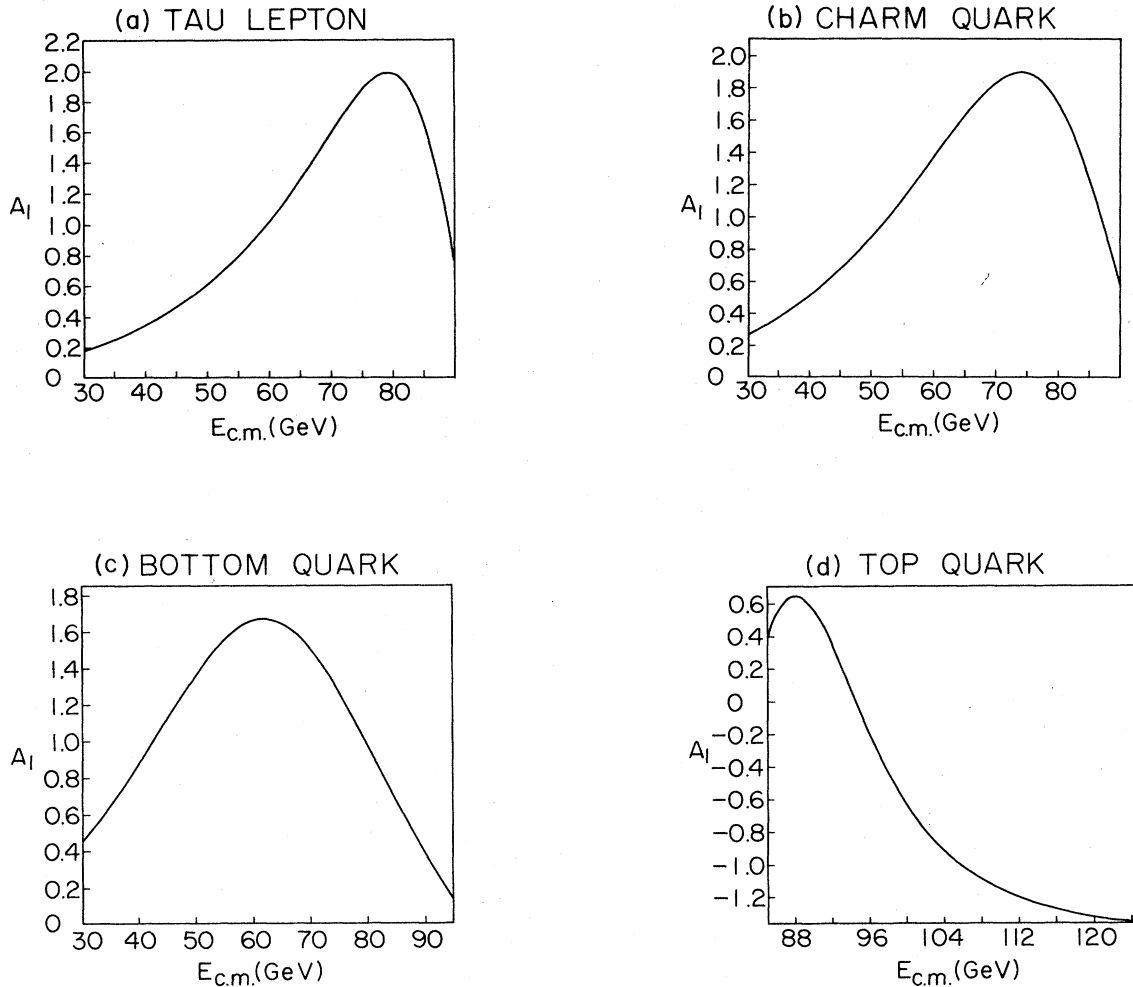 (a) TAU LEPTON
2.2
2.0
1.8
1.6
1.4
1.2
A₁ 1.0
0.8
0.6
0.4
0.2
0
30 40 50 60 70 80
E c.m. (GeV)
(b) CHARM QUARK
2.0
1.8
1.6
1.4
1.2
A₁ 1.0
0.8
0.6
0.4
0.2
0
30 40 50 60 70 80
E c.m. (GeV)
(c) BOTTOM QUARK
1.8
1.6
1.4
1.2
A₁ 1.0
0.8
0.6
0.4
0.2
0
30 40 50 60 70 80 90
E c.m. (GeV)
(d) TOP QUARK
0.6
0.4
0.2
0
-0.2
A₁
-0.4
-0.6
-0.8
-1.0
-1.2
88 96 104 112 120
E c.m. (GeV)